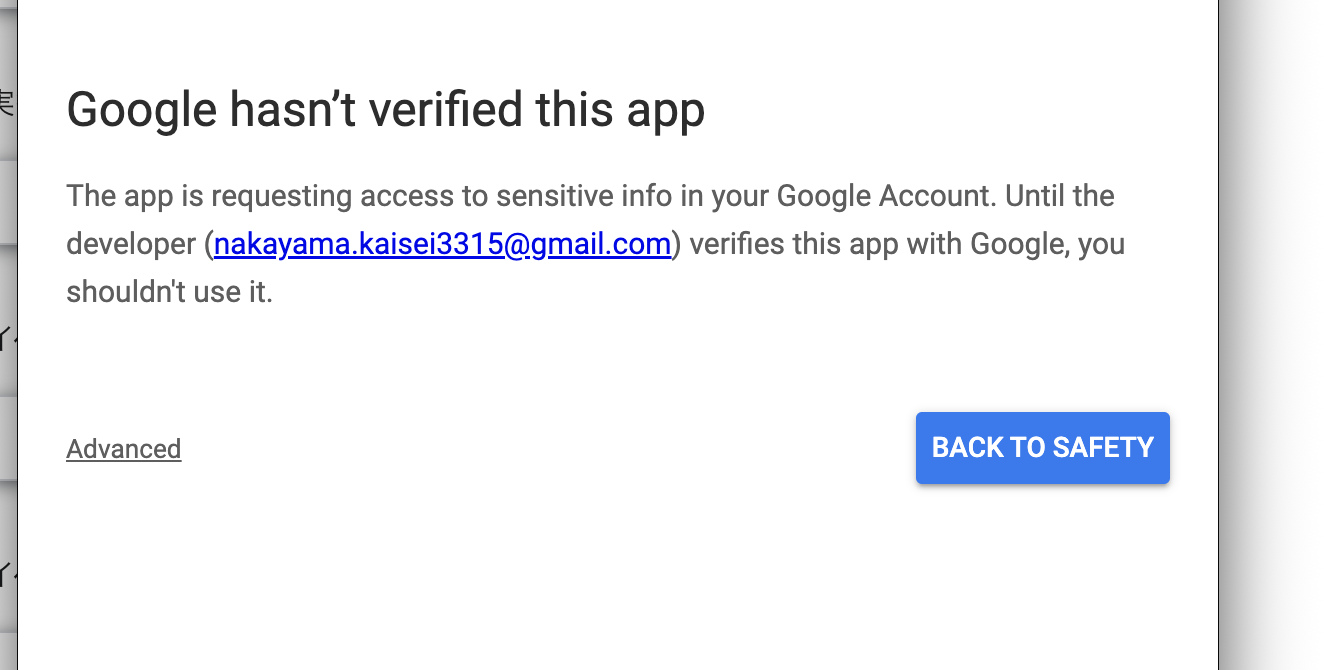 Google hasn’t verified this app
実
The app is requesting access to sensitive info in your Google Account. Until the
developer (nakayama.kaisei3315@gmail.com) verifies this app with Google, you
shouldn't use it.
Advanced
BACK TO SAFETY